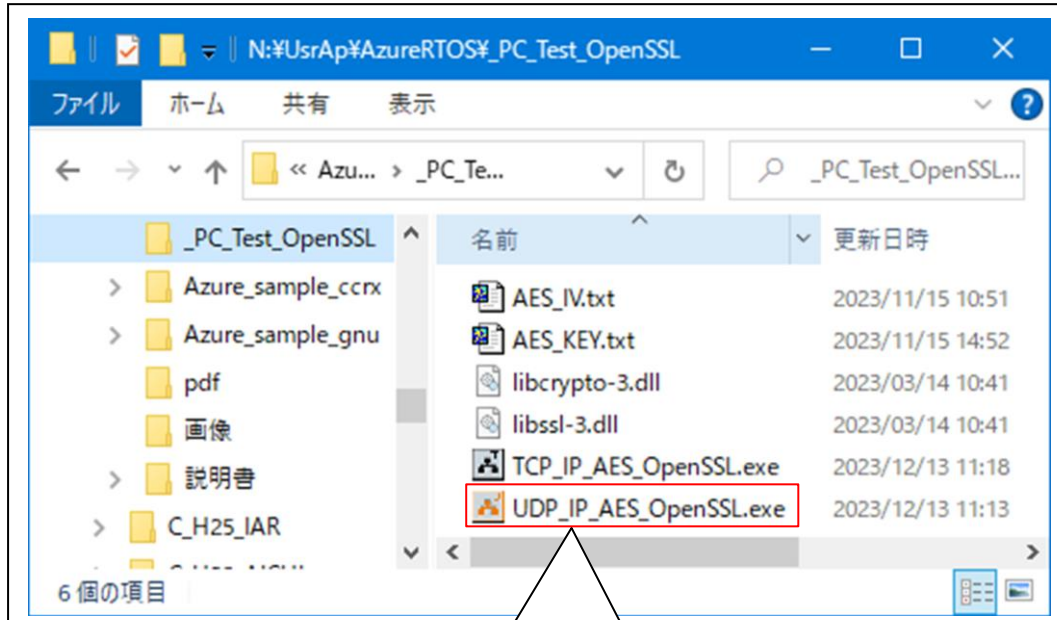 N:¥UsrAp¥AzureRTOS¥_PC_Test_OpenSSL
ファイル ホーム 共有 表示
« Azu... › _PC_Te... _PC_Test_OpenSSL...
_PC_Test_OpenSSL
Azure_sample_ccrx
Azure_sample_gnu
pdf
画像
説明書
C_H25_IAR
名前 更新日時
AES_IV.txt 2023/11/15 10:51
AES_KEY.txt 2023/11/15 14:52
libcrypto-3.dll 2023/03/14 10:41
libssl-3.dll 2023/03/14 10:41
TCP_IP_AES_OpenSSL.exe 2023/12/13 11:18
UDP_IP_AES_OpenSSL.exe 2023/12/13 11:13
6 個の項目